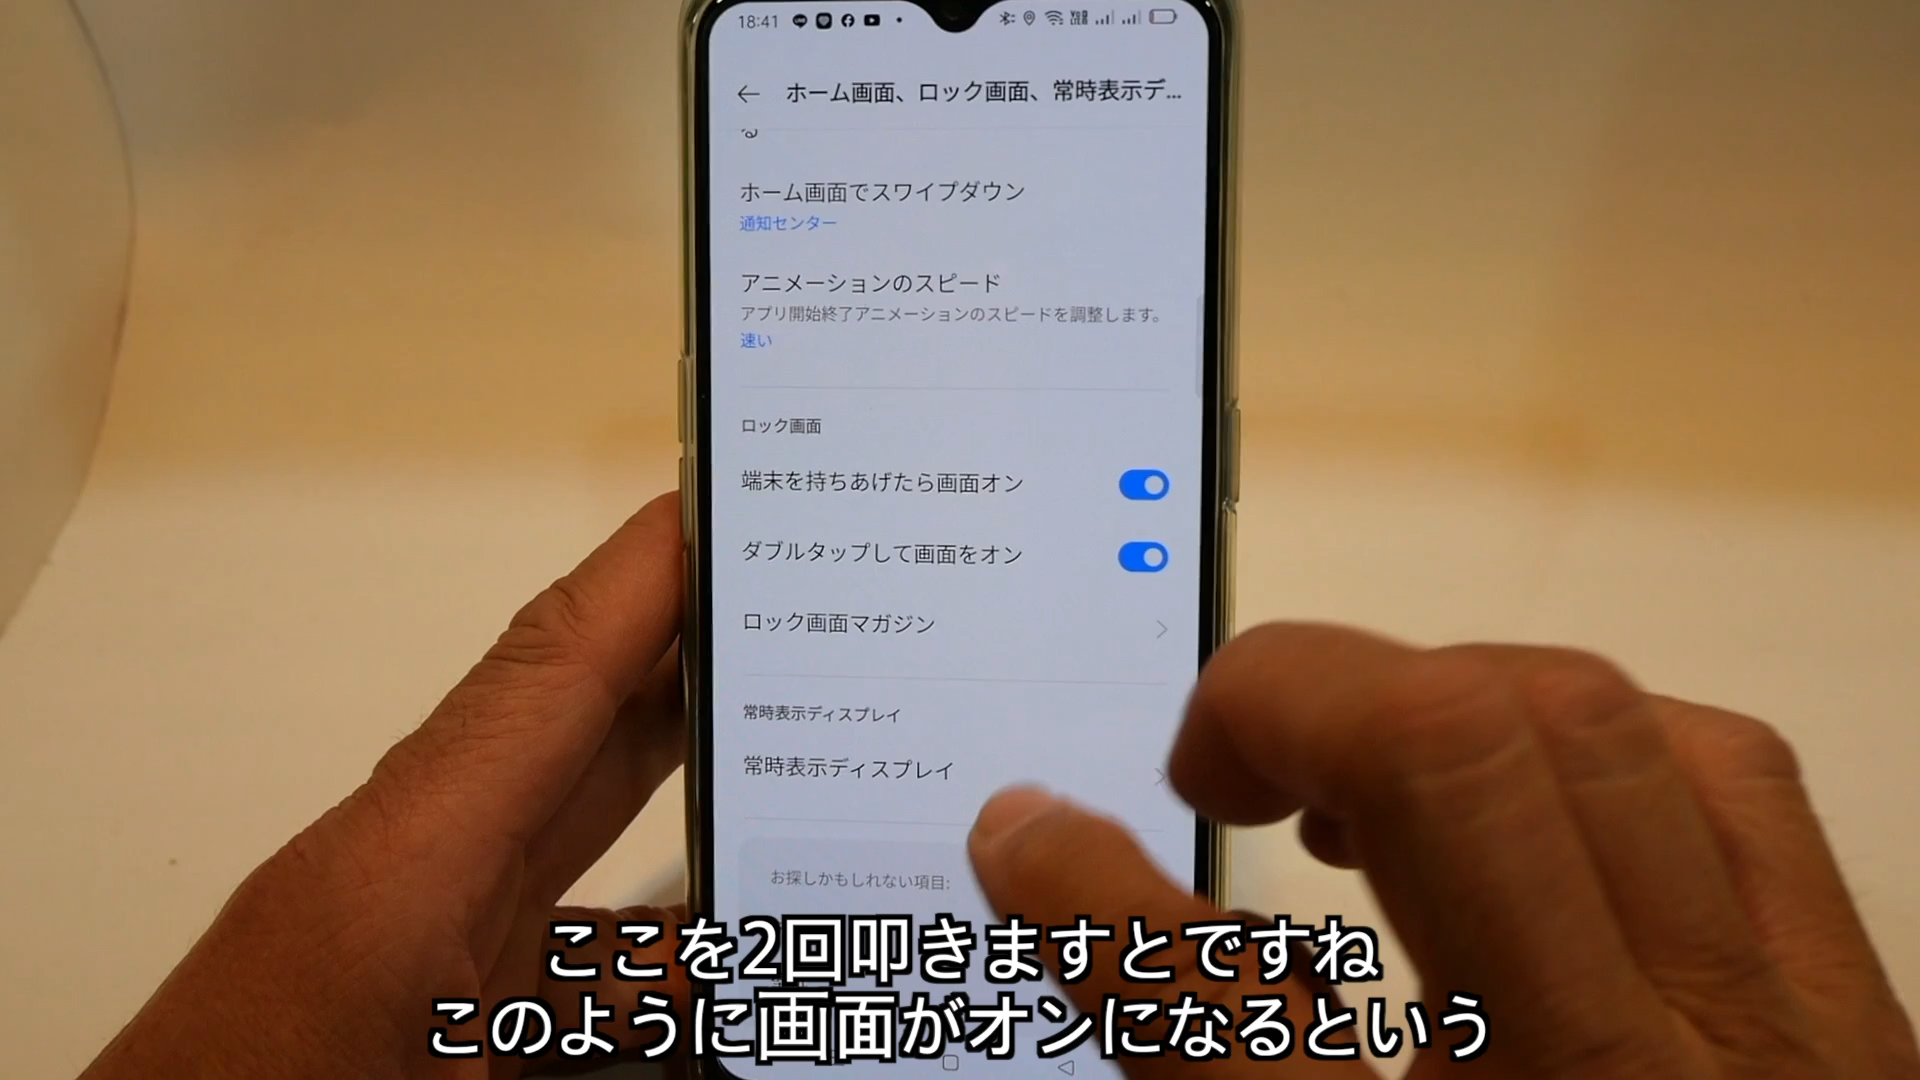 18:41
ホーム画面、ロック画面、常時表示デ...
ホーム画面でスワイプダウン
通知センター
アニメーションのスピード
アプリ開始終了アニメーションのスピードを調整します。
速い
ロック画面
端末を持ちあげたら画面オン
ダブルタップして画面をオン
ロック画面マガジン
常時表示ディスプレイ
常時表示ディスプレイ
お探しかもしれない項目:
ここを2回叩きますとですね
このように画面がオンになるという